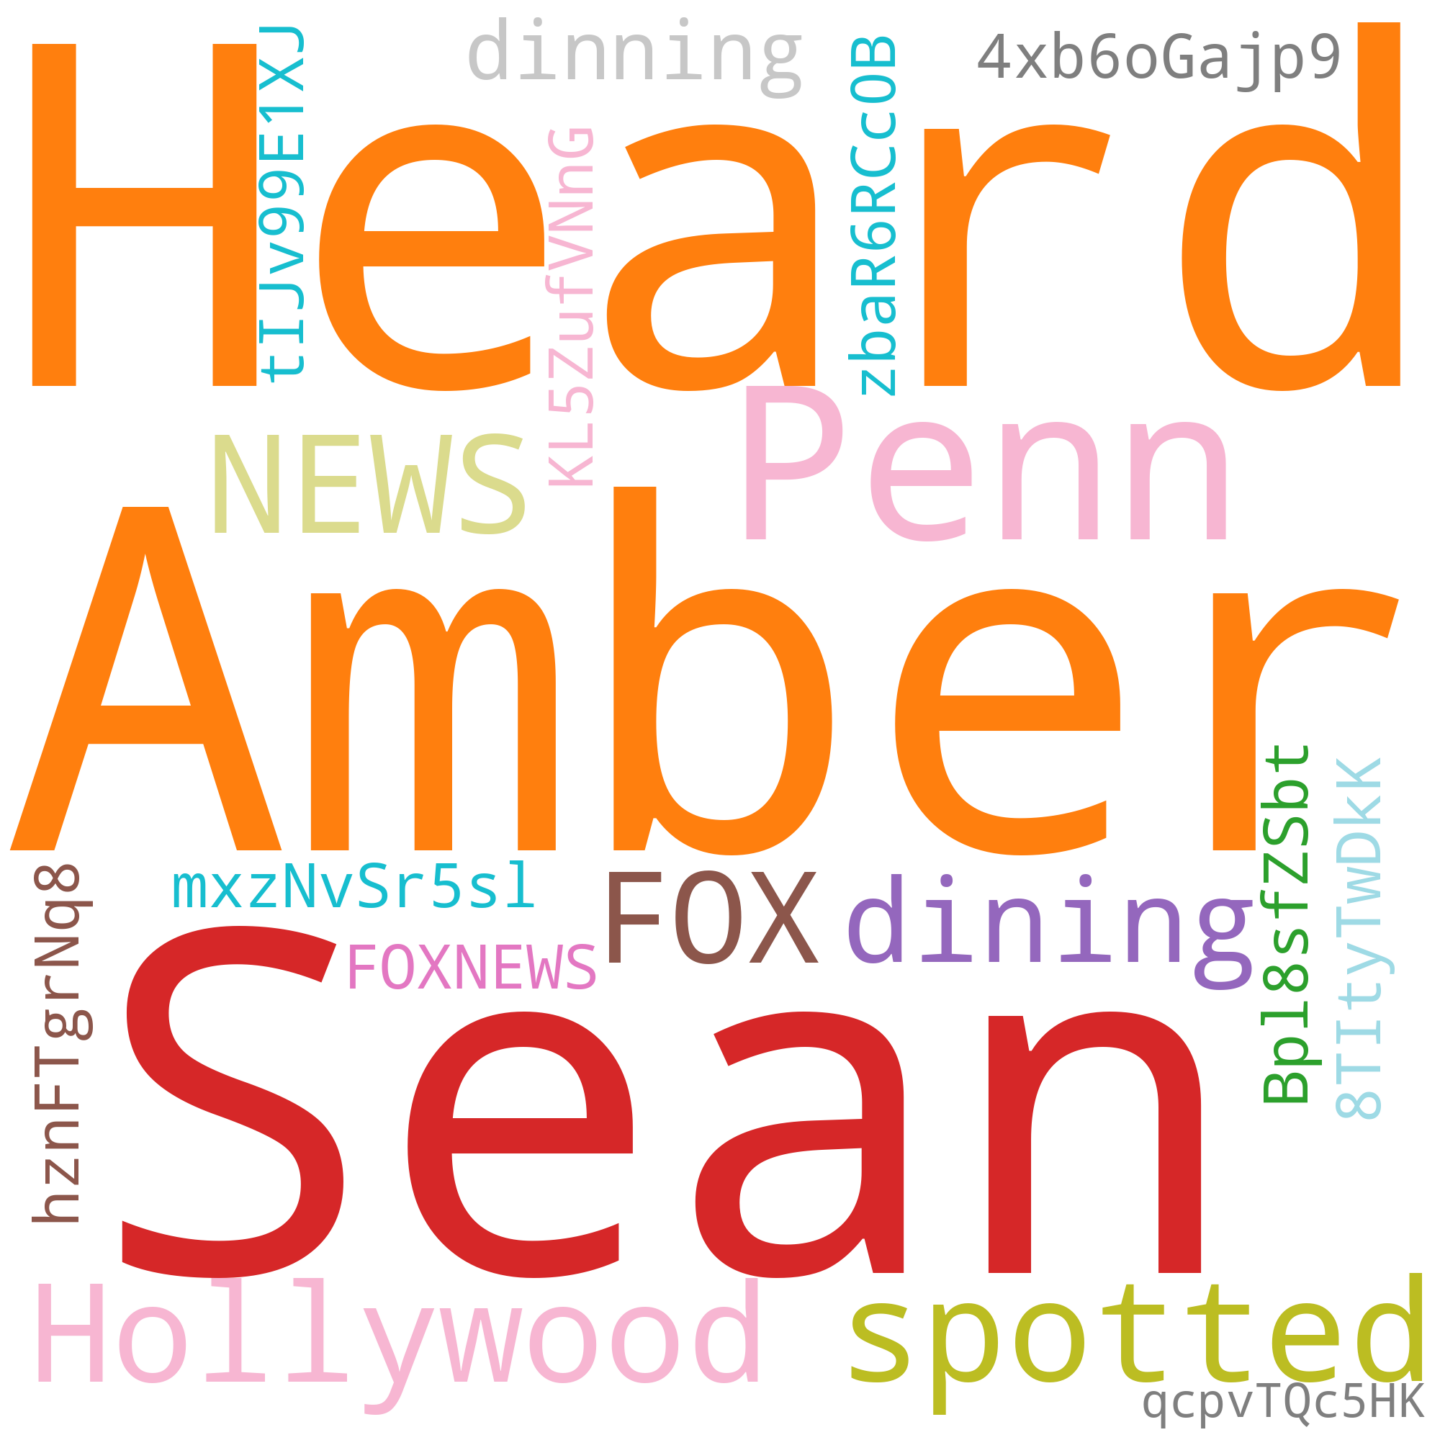 dinning
4xb6oGajp9
Heard
tIJv99E1XJ
KL5ZufVNnG
zbaR6RCc0B
NEWS
Penn
Amber
Bpl8sfZSbt
8TItyTwDkK
hznFTgrNq8
mxzNvSr5sl
FOX
dining
FOXNEWS
Sean
Hollywood
spotted
qcpvTQc5HK